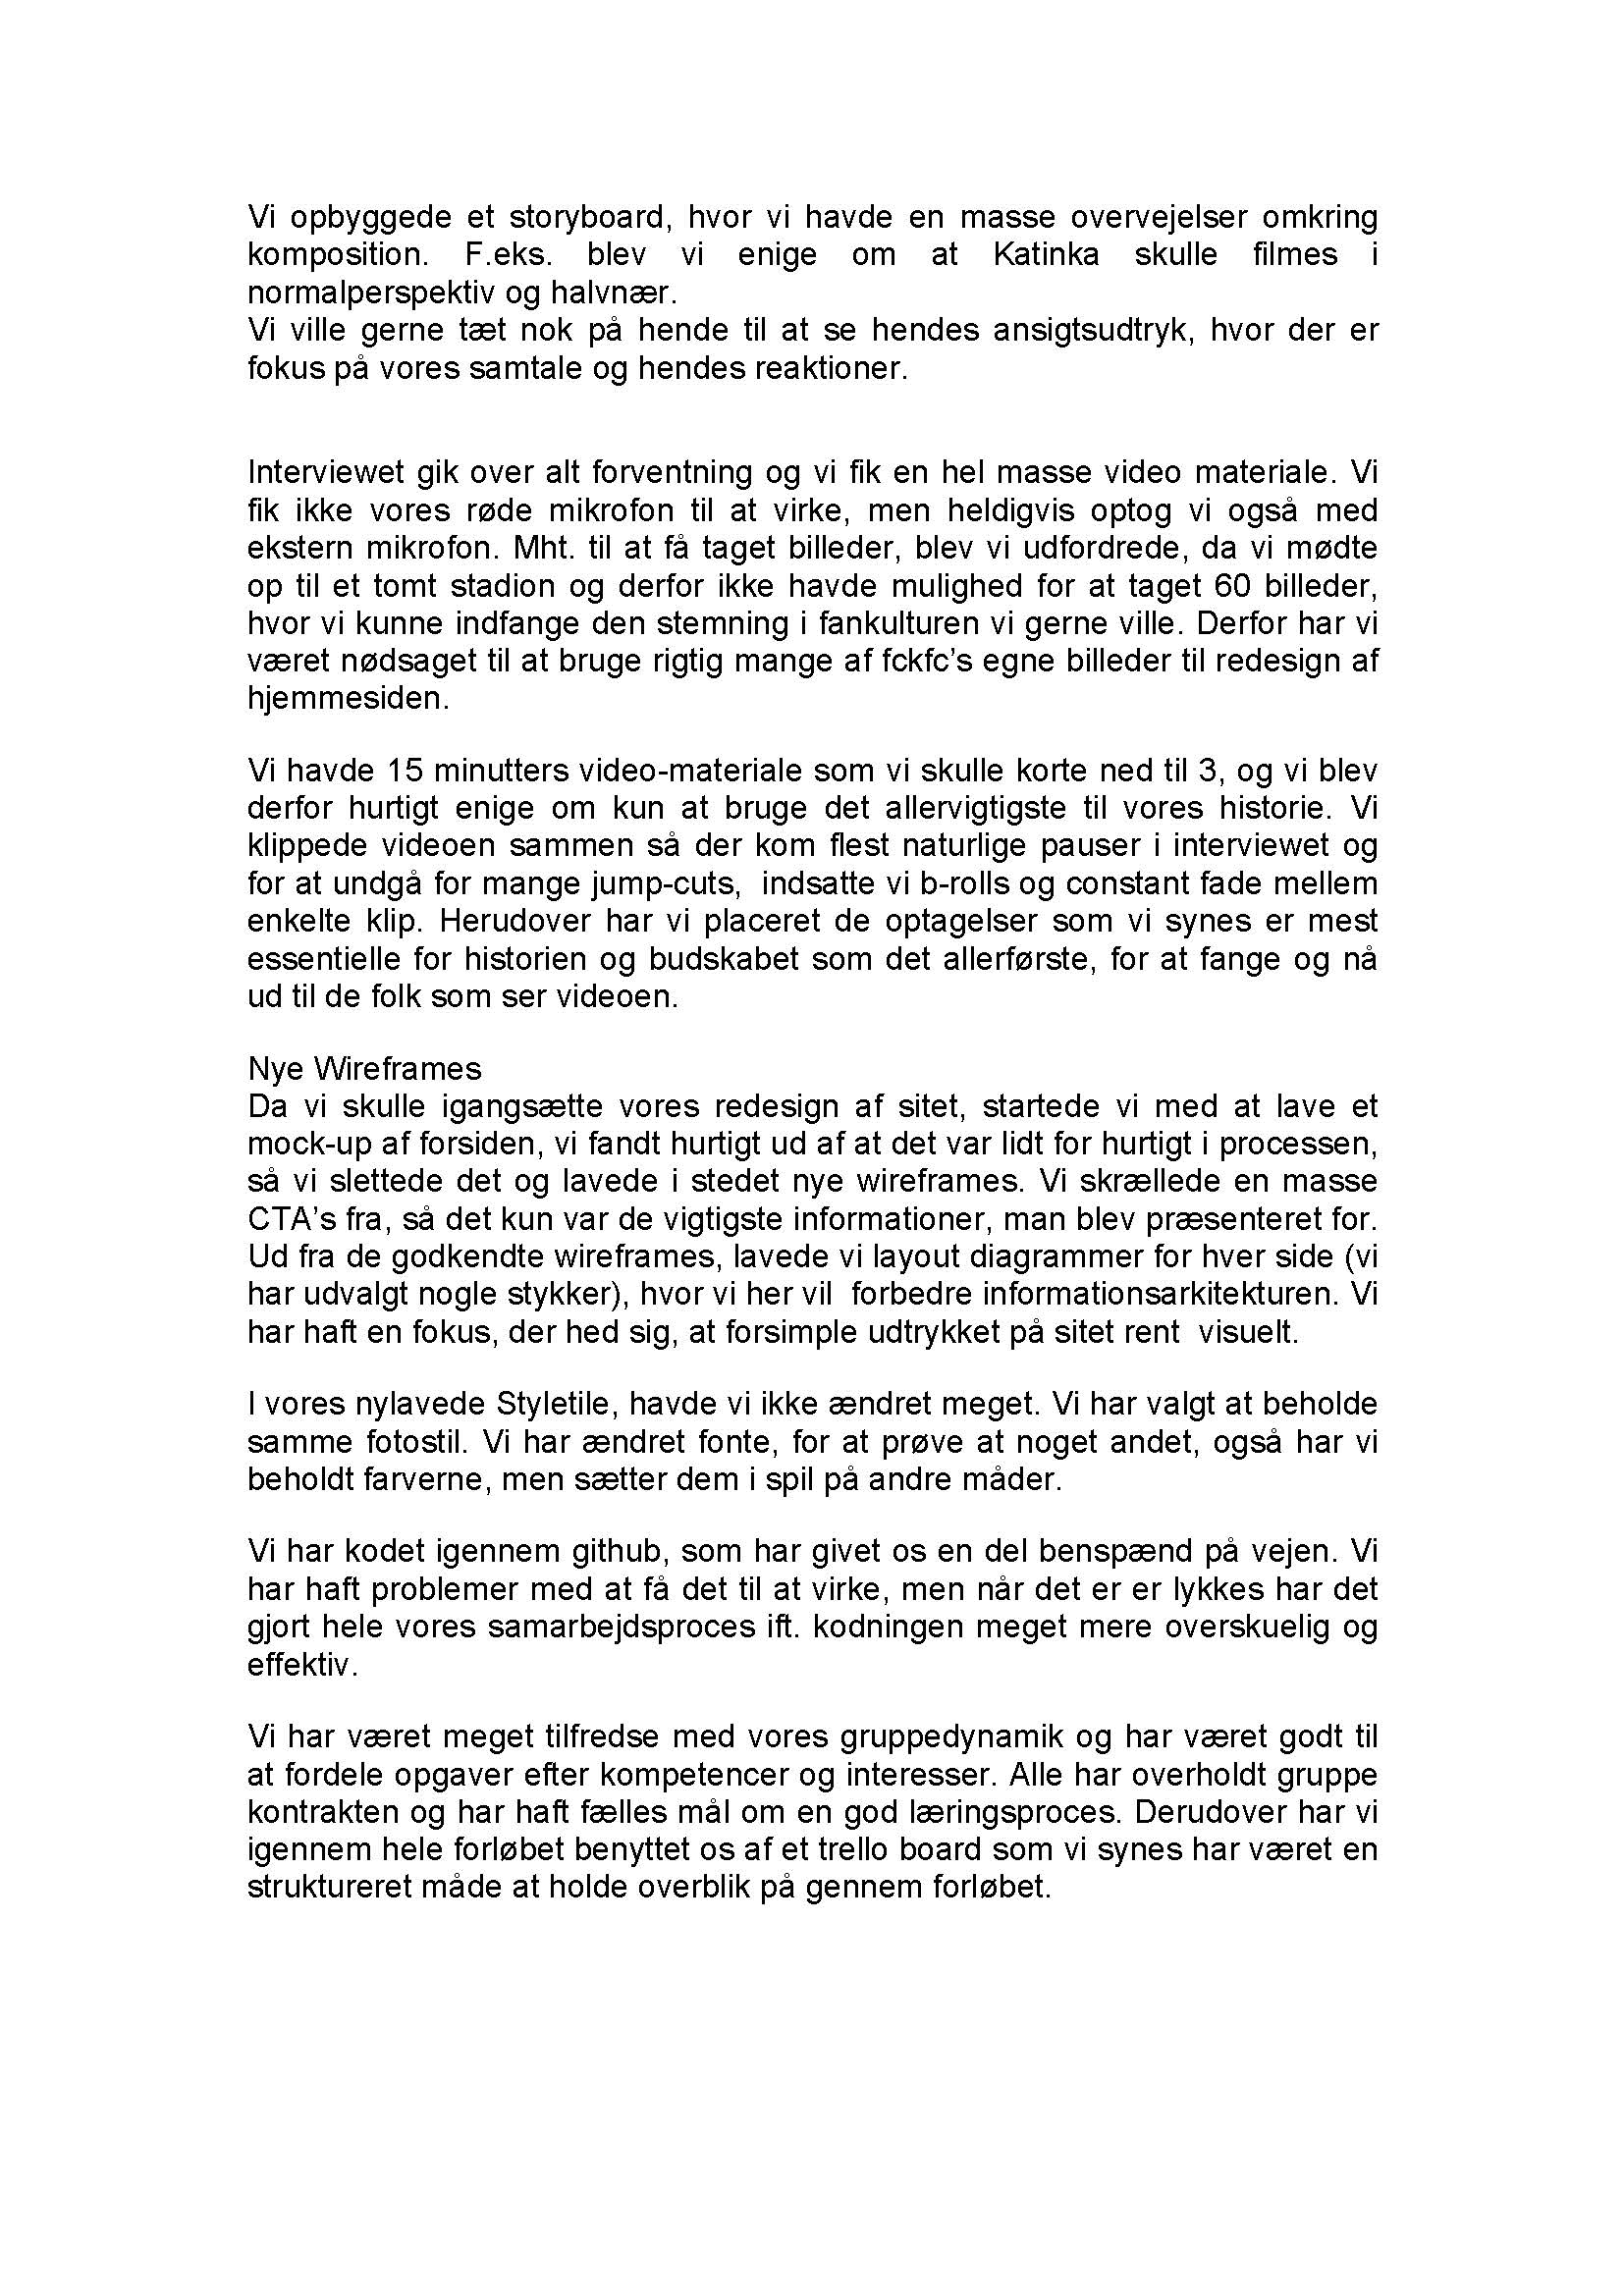 Vi opbyggede et storyboard, hvor vi havde en masse overvejelser omkring
komposition. F.eks. blev vi enige om at Katinka skulle filmes i
normalperspektiv og halvnær.
Vi ville gerne tæt nok på hende til at se hendes ansigtsudtryk, hvor der er
fokus på vores samtale og hendes reaktioner.
Interviewet gik over alt forventning og vi fik en hel masse video materiale. Vi
fik ikke vores røde mikrofon til at virke, men heldigvis optog vi også med
ekstern mikrofon. Mht. til at få taget billeder, blev vi udfordrede, da vi mødte
op til et tomt stadion og derfor ikke havde mulighed for at taget 60 billeder,
hvor vi kunne indfange den stemning i fankulturen vi gerne ville. Derfor har vi
været nødsaget til at bruge rigtig mange af fckfc’s egne billeder til redesign af
hjemmesiden.
Vi havde 15 minutters video-materiale som vi skulle korte ned til 3, og vi blev
derfor hurtigt enige om kun at bruge det allervigtigste til vores historie. Vi
klippede videoen sammen så der kom flest naturlige pauser i interviewet og
for at undgå for mange jump-cuts,  indsatte vi b-rolls og constant fade mellem
enkelte klip. Herudover har vi placeret de optagelser som vi synes er mest
essentielle for historien og budskabet som det allerførste, for at fange og nå
ud til de folk som ser videoen.
Nye Wireframes
Da vi skulle igangsætte vores redesign af sitet, startede vi med at lave et
mock-up af forsiden, vi fandt hurtigt ud af at det var lidt for hurtigt i processen,
så vi slettede det og lavede i stedet nye wireframes. Vi skrællede en masse
CTA’s fra, så det kun var de vigtigste informationer, man blev præsenteret for.
Ud fra de godkendte wireframes, lavede vi layout diagrammer for hver side (vi
har udvalgt nogle stykker), hvor vi her vil  forbedre informationsarkitekturen. Vi
har haft en fokus, der hed sig, at forsimple udtrykket på sitet rent  visuelt.
I vores nylavede Styletile, havde vi ikke ændret meget. Vi har valgt at beholde
samme fotostil. Vi har ændret fonte, for at prøve at noget andet, også har vi
beholdt farverne, men sætter dem i spil på andre måder.
Vi har kodet igennem github, som har givet os en del benspænd på vejen. Vi
har haft problemer med at få det til at virke, men når det er er lykkes har det
gjort hele vores samarbejdsproces ift. kodningen meget mere overskuelig og
effektiv.
Vi har været meget tilfredse med vores gruppedynamik og har været godt til
at fordele opgaver efter kompetencer og interesser. Alle har overholdt gruppe
kontrakten og har haft fælles mål om en god læringsproces. Derudover har vi
igennem hele forløbet benyttet os af et trello board som vi synes har været en
struktureret måde at holde overblik på gennem forløbet.